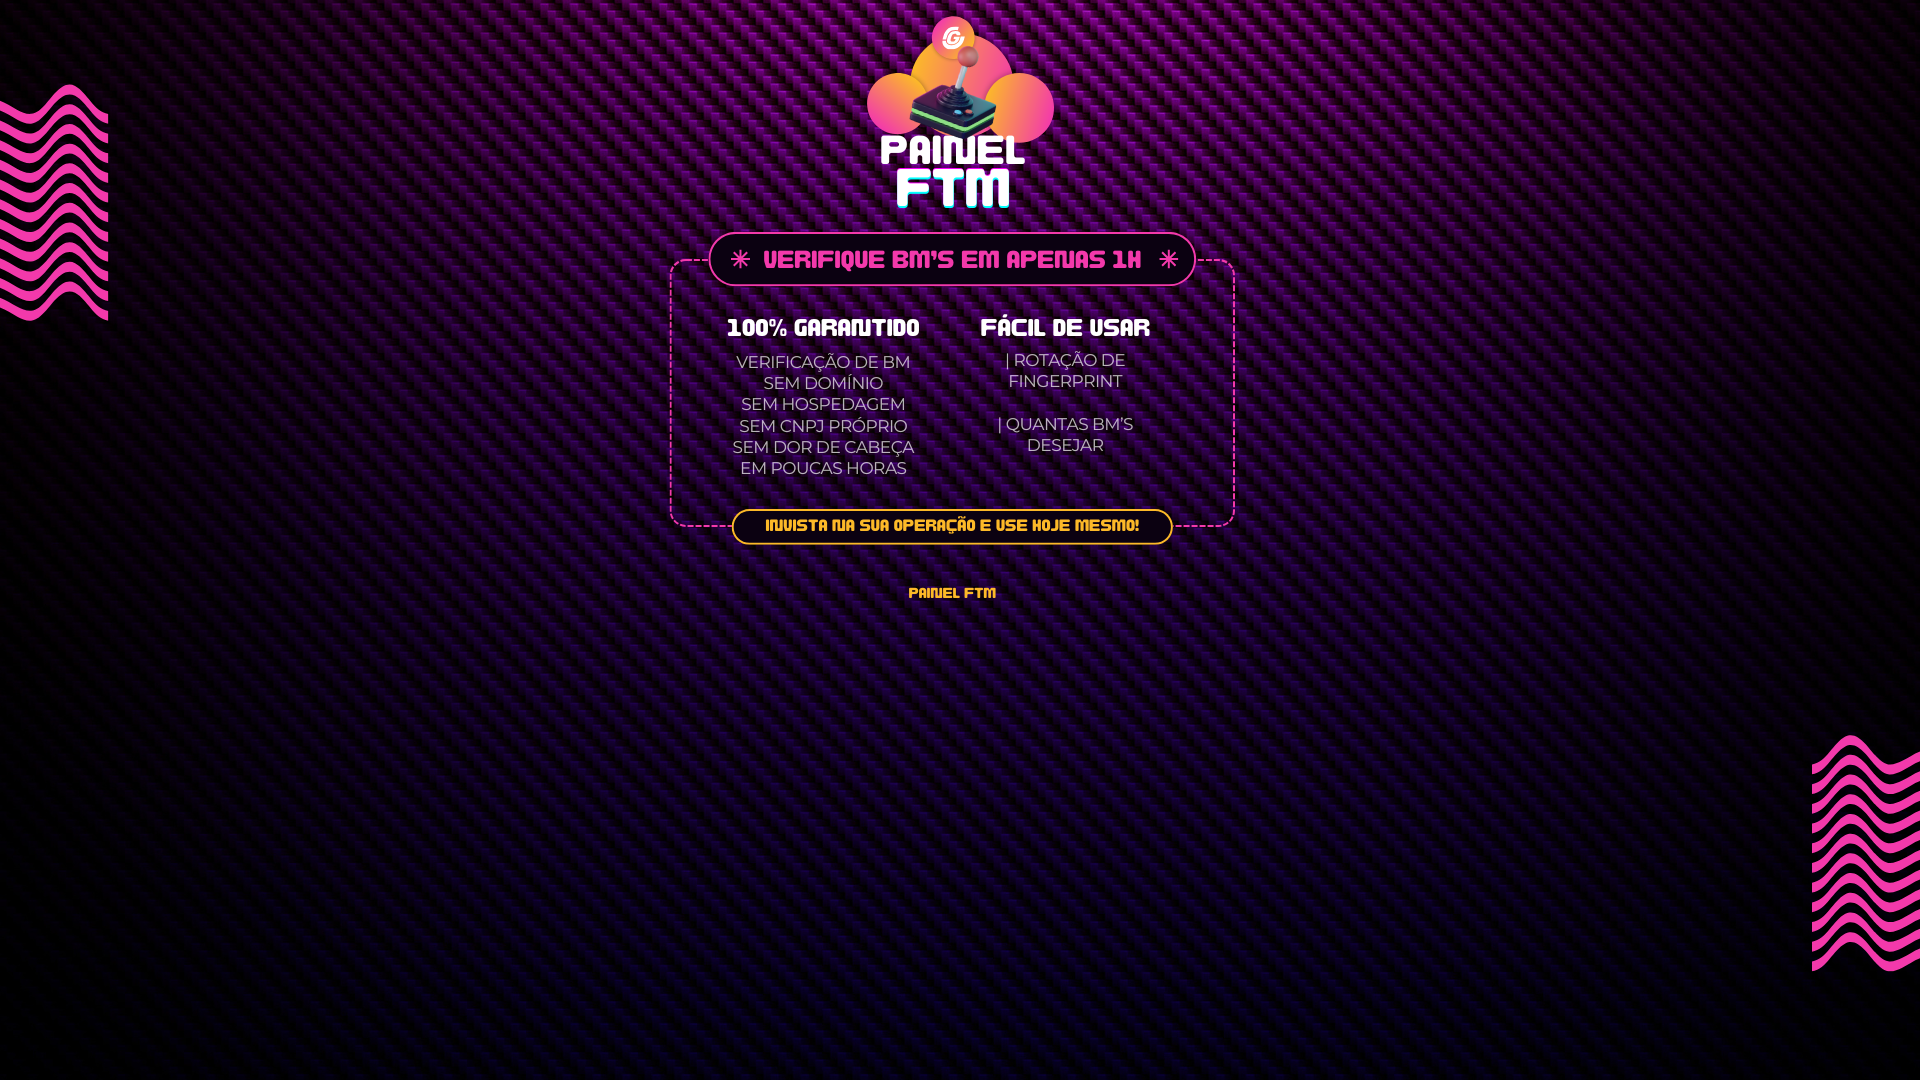 PAINEL
FTM
VERIFIQUE BM'S EM APENAS 1H
100% GARANTIDO
VERIFICAÇÃO DE BM
SEM DOMÍNIO
SEM HOSPEDAGEM
SEM CNPJ PRÓPRIO
SEM DOR DE CABEÇA
EM POUCAS HORAS
FÁCIL DE USAR
| ROTAÇÃO DE
FINGERPRINT
| QUANTAS BM'S
DESEJAR
INVISTA NA SUA OPERAÇÃO E USE HOJE MESMO!
PAINEL FTM